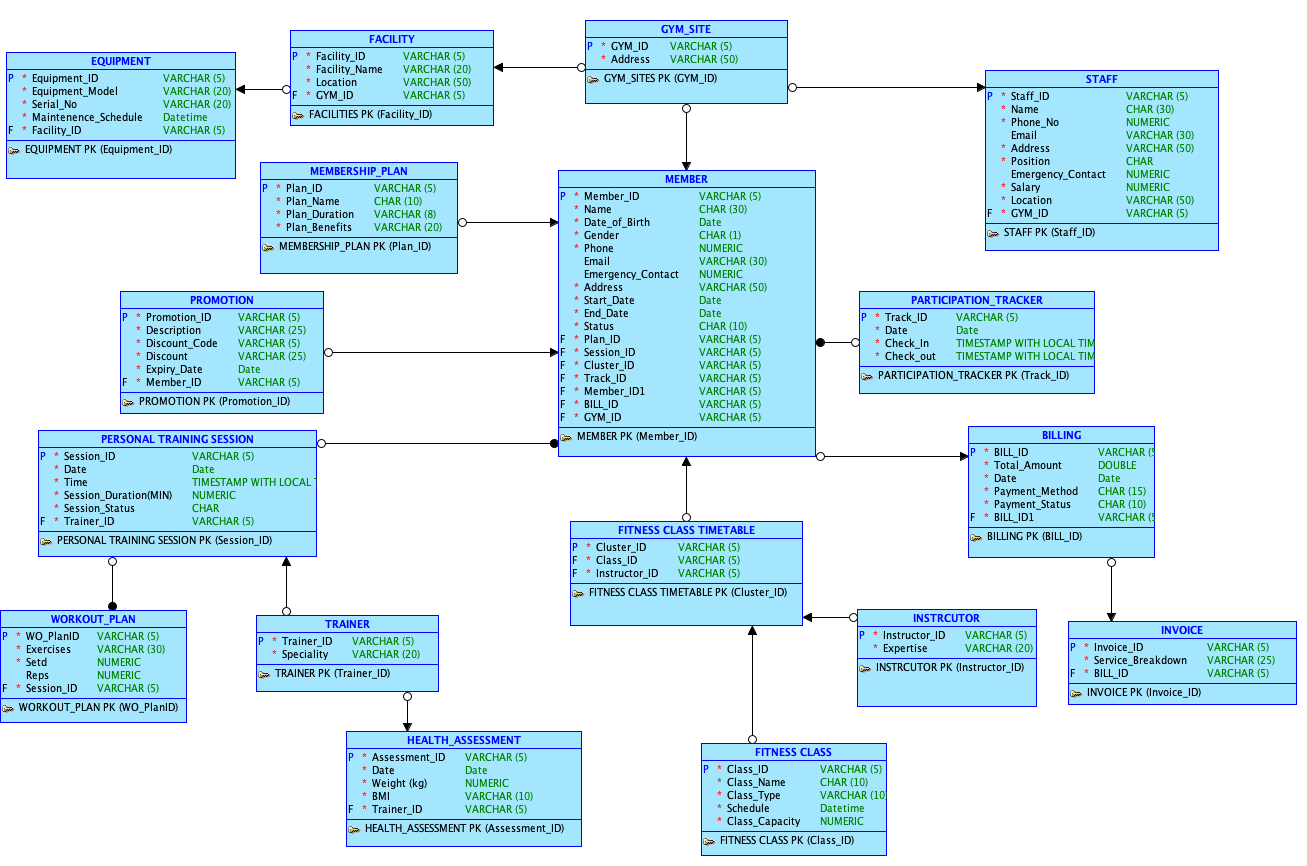 GYM_SITE
P * GYM_ID VARCHAR (5)
* Address VARCHAR (50)
GYM_SITES PK (GYM_ID)
FACILITY
P * Facility_ID VARCHAR (5)
* Facility_Name VARCHAR (20)
* Location VARCHAR (50)
F * GYM_ID VARCHAR (5)
FACILITIES PK (Facility_ID)
EQUIPMENT
P * Equipment_ID VARCHAR (5)
* Equipment_Model VARCHAR (20)
* Serial_No VARCHAR (20)
* Maintenence_Schedule Datetime
F * Facility_ID VARCHAR (5)
EQUIPMENT PK (Equipment_ID)
STAFF
P * Staff_ID VARCHAR (5)
* Name CHAR (30)
* Phone_No NUMERIC
Email VARCHAR (30)
* Address VARCHAR (50)
* Position CHAR
Emergency_Contact NUMERIC
* Salary NUMERIC
* Location VARCHAR (50)
F * GYM_ID VARCHAR (5)
STAFF PK (Staff_ID)
MEMBERSHIP_PLAN
P * Plan_ID VARCHAR (5)
* Plan_Name CHAR (10)
* Plan_Duration VARCHAR (8)
* Plan_Benefits VARCHAR (20)
MEMBERSHIP_PLAN PK (Plan_ID)
MEMBER
P * Member_ID VARCHAR (5)
* Name CHAR (30)
* Date_of_Birth Date
* Gender CHAR (1)
* Phone NUMERIC
Email VARCHAR (30)
Emergency_Contact NUMERIC
* Address VARCHAR (50)
* Start_Date Date
* End_Date Date
* Status CHAR (10)
F * Plan_ID VARCHAR (5)
F * Session_ID VARCHAR (5)
F * Cluster_ID VARCHAR (5)
F * Track_ID VARCHAR (5)
F * Member_ID1 VARCHAR (5)
F * BILL_ID VARCHAR (5)
F * GYM_ID VARCHAR (5)
MEMBER PK (Member_ID)
PROMOTION
P * Promotion_ID VARCHAR (5)
* Description VARCHAR (25)
* Discount_Code VARCHAR (5)
* Discount VARCHAR (25)
* Expiry_Date Date
F * Member_ID VARCHAR (5)
PROMOTION PK (Promotion_ID)
PARTICIPATION_TRACKER
P * Track_ID VARCHAR (5)
* Date Date
* Check_In TIMESTAMP WITH LOCAL TIM
* Check_out TIMESTAMP WITH LOCAL TIM
PARTICIPATION_TRACKER PK (Track_ID)
PERSONAL TRAINING SESSION
P * Session_ID VARCHAR (5)
* Date Date
* Time TIMESTAMP WITH LOCAL T
* Session_Duration(MIN) NUMERIC
* Session_Status CHAR
F * Trainer_ID VARCHAR (5)
PERSONAL TRAINING SESSION PK (Session_ID)
BILLING
P * BILL_ID VARCHAR (5
* Total_Amount DOUBLE
* Date Date
* Payment_Method CHAR (15)
* Payment_Status CHAR (10)
F * BILL_ID1 VARCHAR (5
BILLING PK (BILL_ID)
FITNESS CLASS TIMETABLE
P * Cluster_ID VARCHAR (5)
F * Class_ID VARCHAR (5)
F * Instructor_ID VARCHAR (5)
FITNESS CLASS TIMETABLE PK (Cluster_ID)
WORKOUT_PLAN
P * WO_PlanID VARCHAR (5)
* Exercises VARCHAR (30)
* Setd NUMERIC
Reps NUMERIC
F * Session_ID VARCHAR (5)
WORKOUT_PLAN PK (WO_PlanID)
TRAINER
P * Trainer_ID VARCHAR (5)
* Speciality VARCHAR (20)
TRAINER PK (Trainer_ID)
INSTRCUTOR
P * Instructor_ID VARCHAR (5)
* Expertise VARCHAR (20)
INSTRCUTOR PK (Instructor_ID)
INVOICE
P * Invoice_ID VARCHAR (5)
* Service_Breakdown VARCHAR (25)
F * BILL_ID VARCHAR (5)
INVOICE PK (Invoice_ID)
HEALTH_ASSESSMENT
P * Assessment_ID VARCHAR (5)
* Date Date
* Weight (kg) NUMERIC
* BMI VARCHAR (10)
F * Trainer_ID VARCHAR (5)
HEALTH_ASSESSMENT PK (Assessment_ID)
FITNESS CLASS
P * Class_ID VARCHAR (5)
* Class_Name CHAR (10)
* Class_Type VARCHAR (10
* Schedule Datetime
* Class_Capacity NUMERIC
FITNESS CLASS PK (Class_ID)